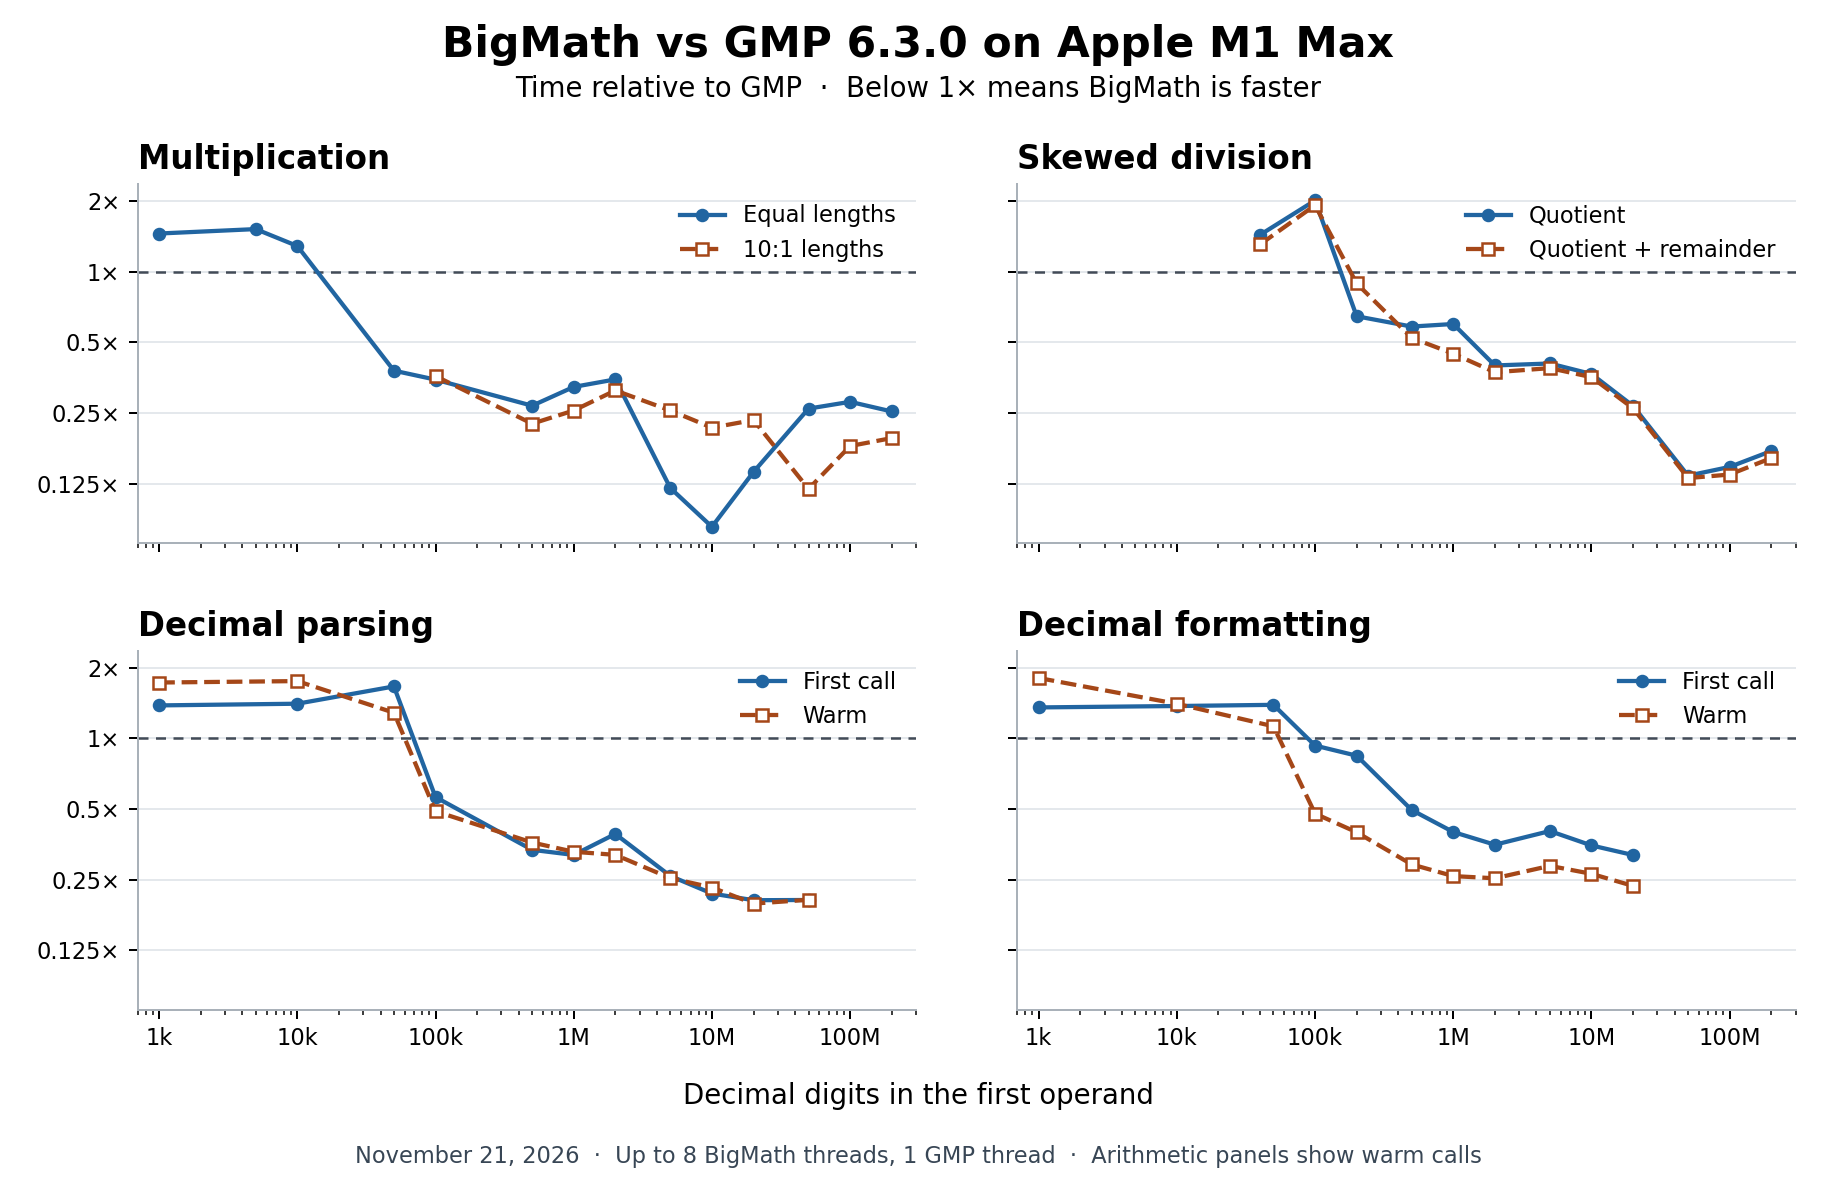 BigMath vs GMP 6.3.0 on Apple M1 Max
Time relative to GMP · Below 1× means BigMath is faster
Multiplication
2×
1×
0.5×
0.25×
0.125×
Equal lengths
10:1 lengths
Skewed division
Quotient
Quotient + remainder
Decimal parsing
2×
1×
0.5×
0.25×
0.125×
First call
Warm
1k 10k 100k 1M 10M 100M
Decimal formatting
First call
Warm
1k 10k 100k 1M 10M 100M
Decimal digits in the first operand
November 21, 2026 · Up to 8 BigMath threads, 1 GMP thread · Arithmetic panels show warm calls